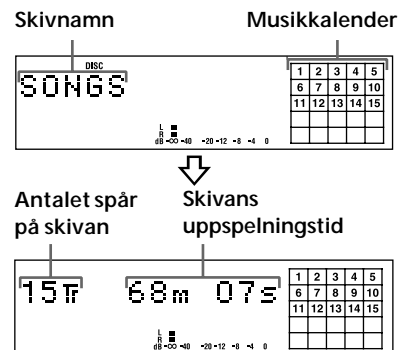 Skivnamn Musikkalender
DISC
SONGS
1 2 3 4 5
6 7 8 9 10
11 12 13 14 15
L
R
dB -∞ -40 -20 -12 -8 -4 0
Antalet spår på skivan
Skivans uppspelningstid
15Tr 68m 07s
1 2 3 4 5
6 7 8 9 10
11 12 13 14 15
L
R
dB -∞ -40 -20 -12 -8 -4 0